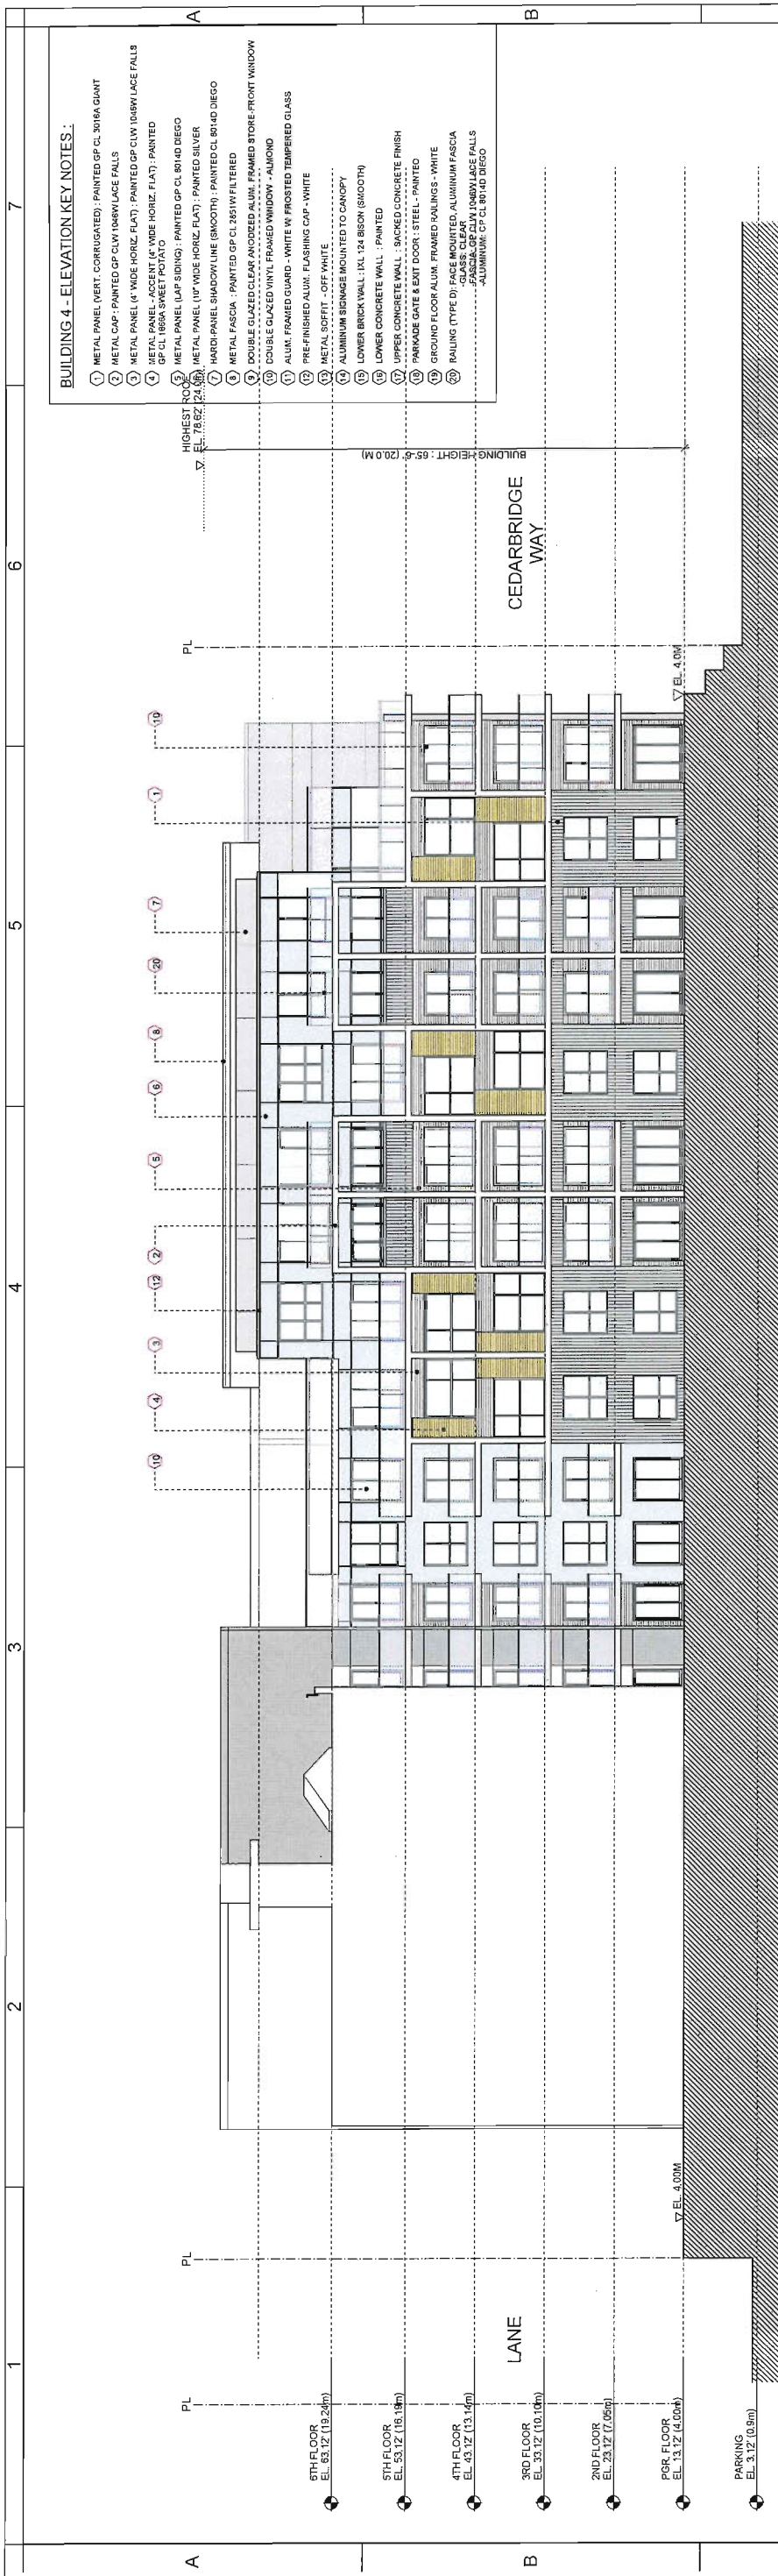 1
2
3
4
5
6
7
A
B
A
B
BUILDING 4 - ELEVATION KEY NOTES :
1 METAL PANEL (VERT. CORRUGATED) : PAINTED GP CL 3016A GIANT
2 METAL CAP : PAINTED GP CLW 1046W LACE FALLS
3 METAL PANEL (4" WIDE HORIZ, FLAT) : PAINTED GP CLW 1046W LACE FALLS
4 METAL PANEL - ACCENT (4" WIDE HORIZ, FLAT) : PAINTED
GP CL 1866A SWEET POTATO
5 METAL PANEL (LAP SIDING) : PAINTED GP CL 8014D DIEGO
6 METAL PANEL (10" WIDE HORIZ, FLAT) : PAINTED SILVER
7 HARDI-PANEL SHADOW LINE (SMOOTH) : PAINTED CL 8014D DIEGO
8 METAL FASCIA : PAINTED GP CL 2851W FILTERED
9 DOUBLE GLAZED CLEAR ANODIZED ALUM. FRAMED STORE-FRONT WINDOW
10 DOUBLE GLAZED VINYL FRAMED WINDOW - ALMOND
11 ALUM. FRAMED GUARD - WHITE W/ FROSTED TEMPERED GLASS
12 PRE-FINISHED ALUM. FLASHING CAP - WHITE
13 METAL SOFFIT - OFF WHITE
14 ALUMINUM SIGNAGE MOUNTED TO CANOPY
15 LOWER BRICK WALL : IXL 124 BISON (SMOOTH)
16 LOWER CONCRETE WALL : PAINTED
17 UPPER CONCRETE WALL : SACKED CONCRETE FINISH
18 PARKADE GATE & EXIT DOOR : STEEL - PAINTED
19 GROUND FLOOR ALUM. FRAMED RAILINGS - WHITE
20 RAILING (TYPE D): FACE MOUNTED, ALUMINUM FASCIA
-GLASS: CLEAR
-FASCIA: GP CLW 1046W LACE FALLS
-ALUMINUM: CP CL 8014D DIEGO
HIGHEST ROOF
EL. 78.62'
BUILDING HEIGHT : 65'-6" (20.0 M)
PL
PL
PL
10
4
3
12
2
5
6
8
20
7
1
10
CEDARBRIDGE
WAY
EL. 4.0M
EL. 4.00M
LANE
6TH FLOOR
EL. 63.12' (19.24m)
5TH FLOOR
EL. 53.12' (16.19m)
4TH FLOOR
EL. 43.12' (13.14m)
3RD FLOOR
EL. 33.12' (10.10m)
2ND FLOOR
EL. 23.12' (7.05m)
PGR. FLOOR
EL. 13.12' (4.00m)
PARKING
EL. 3.12' (0.9m)